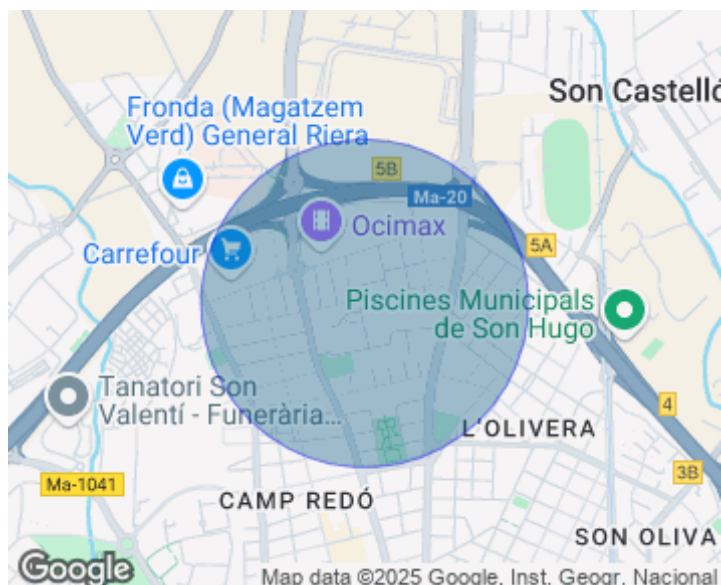 Son Castelló
Fronda (Magatzem
Verd) General Riera
5B
Ma-20
Ocimax
Carrefour
5A
Piscines Municipals
de Son Hugo
Tanatori Son
Valentí - Funerària...
4
L'OLIVERA
3B
Ma-1041
CAMP REDÓ
SON OLIVA
Google
Map data ©2025 Google, Inst. Geogr. Nacional